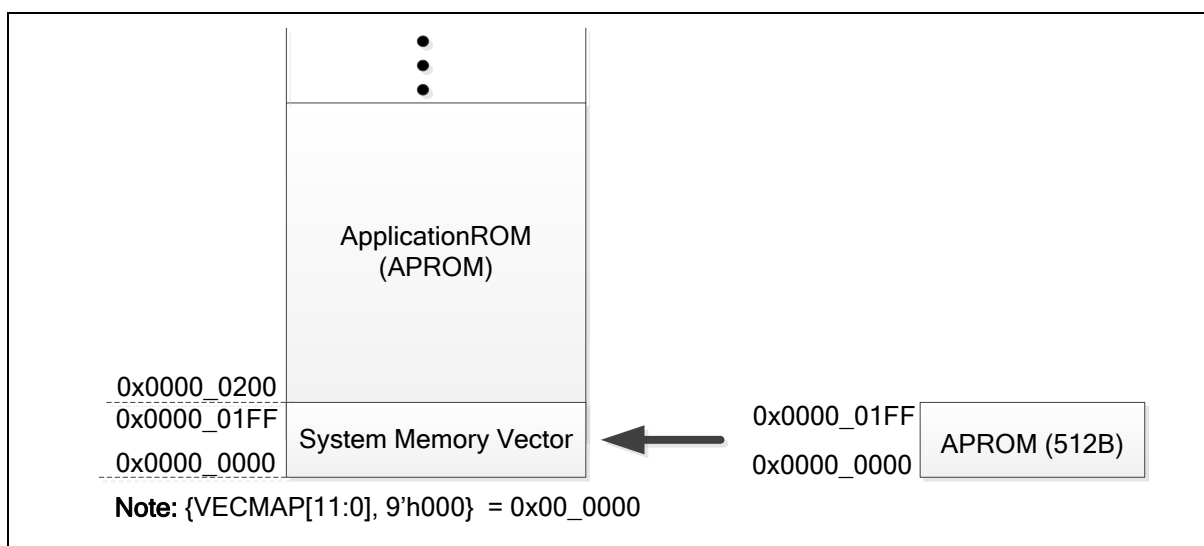 ApplicationROM
(APROM)
0x0000_0200
0x0000_01FF
System Memory Vector
0x0000_0000
0x0000_01FF
APROM (512B)
0x0000_0000
Note: {VECMAP[11:0], 9'h000} = 0x00_0000